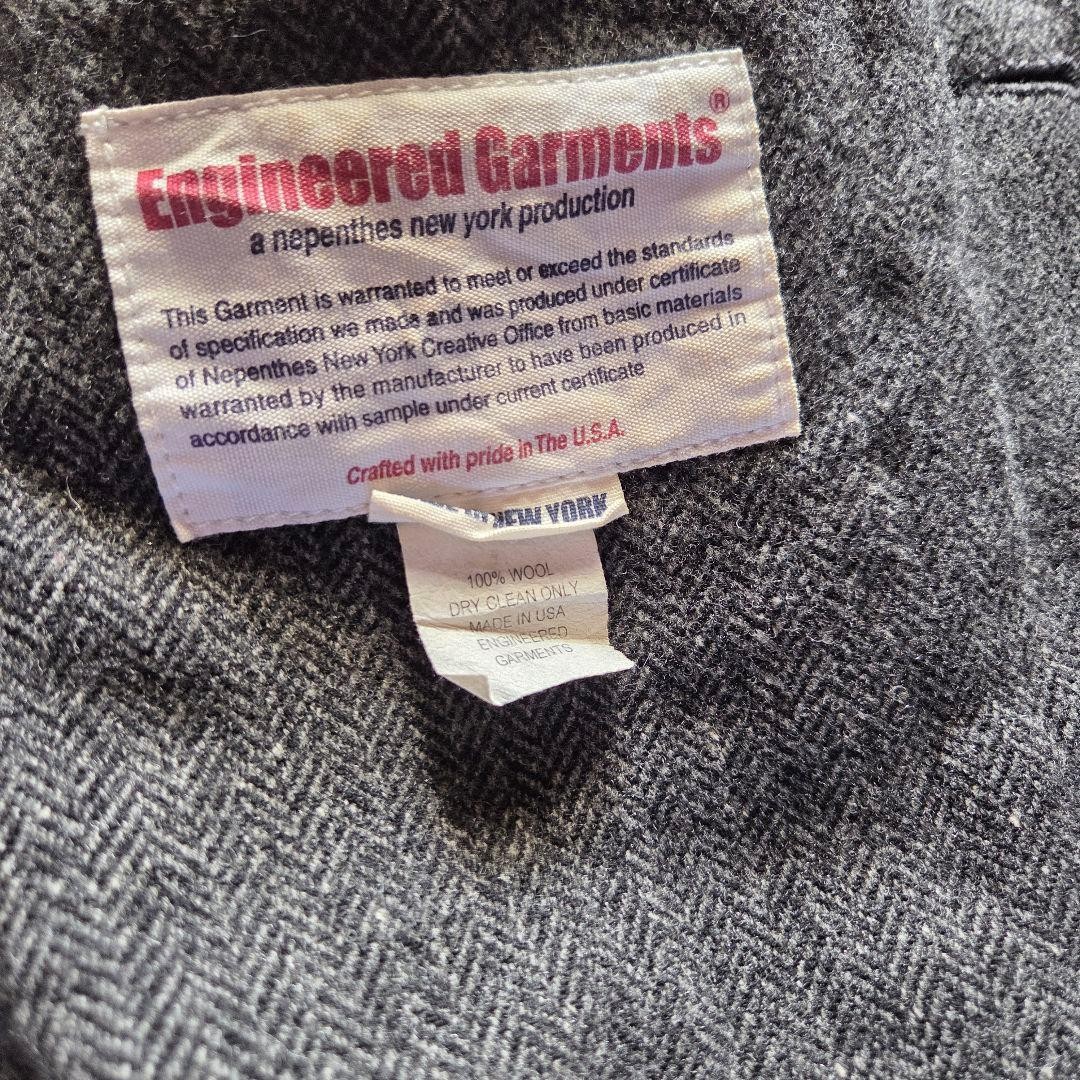 Engineered Garments®
a nepenthes new york production
This Garment is warranted to meet or exceed the standards
of specification we made and was produced under certificate
of Nepenthes New York Creative Office from basic materials
warranted by the manufacturer to have been produced in
accordance with sample under current certificate
Crafted with pride in The U.S.A.
NEW YORK
100% WOOL
DRY CLEAN ONLY
MADE IN USA
ENGINEERED
GARMENTS